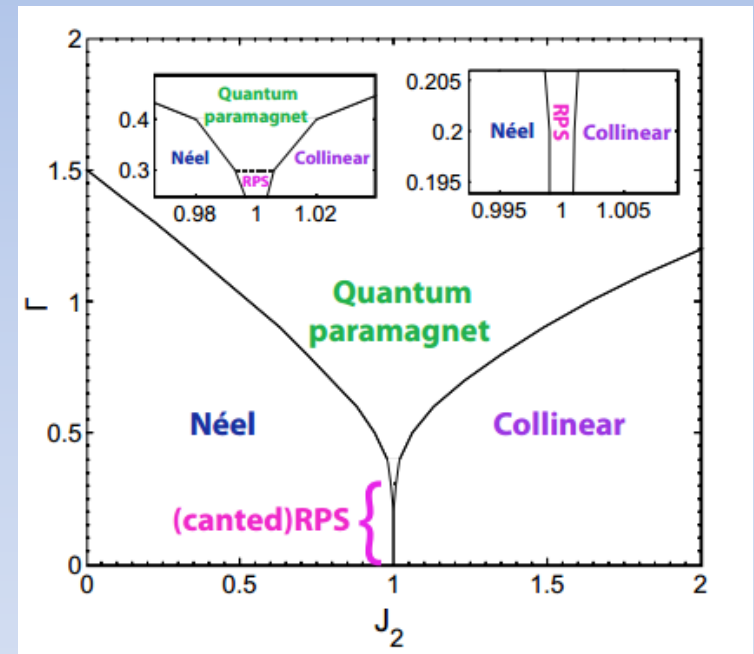 2
1.5
1
0.5
0
Γ
0 0.5 1 1.5 2
J2
Quantum
paramagnet
Néel
Collinear
(canted)RPS
0.4
0.3
0.98 1 1.02
Quantum
paramagnet
Néel
Collinear
RPS
0.205
0.2
0.195
0.995 1 1.005
Néel
RPS
Collinear